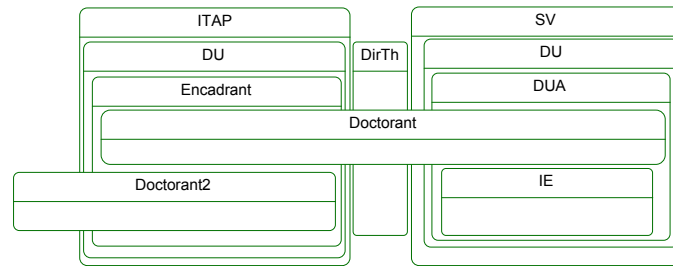 ITAP
SV
DU
DirTh
DU
Encadrant
DUA
Doctorant
Doctorant2
IE